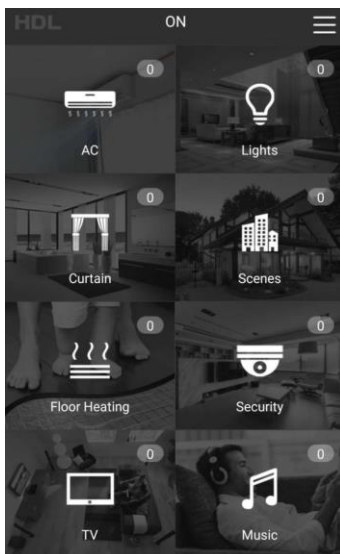 HDL
ON
0
0
AC
Lights
0
0
Curtain
Scenes
0
0
Floor Heating
Security
0
0
TV
Music